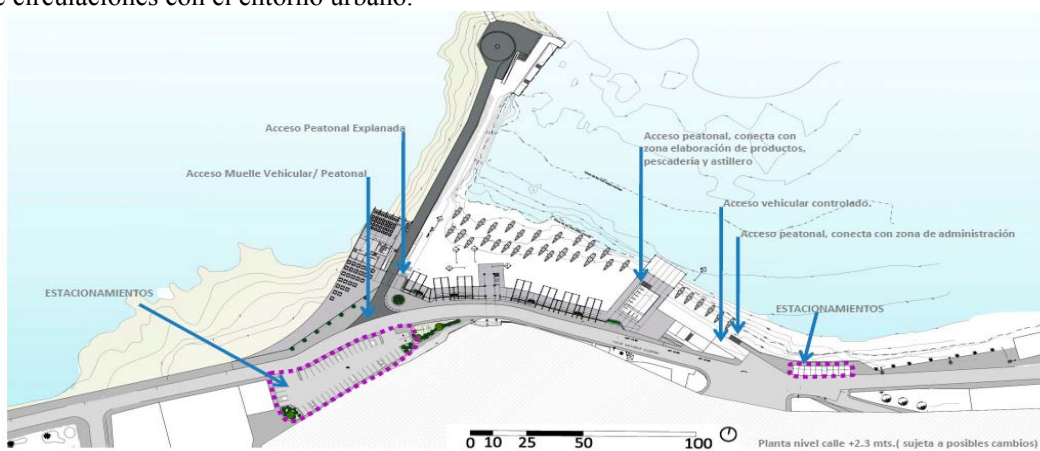 e circulaciones con el entorno urbano.
Acceso Peatonal Explanada
Acceso Muelle Vehicular/ Peatonal
Acceso peatonal, conecta con
zona elaboración de productos,
pescadería y astillero
Acceso vehicular controlado.
Acceso peatonal, conecta con zona de administración
ESTACIONAMIENTOS
ESTACIONAMIENTOS
0 10 25 50 100
Planta nivel calle +2.3 mts.( sujeta a posibles cambios)